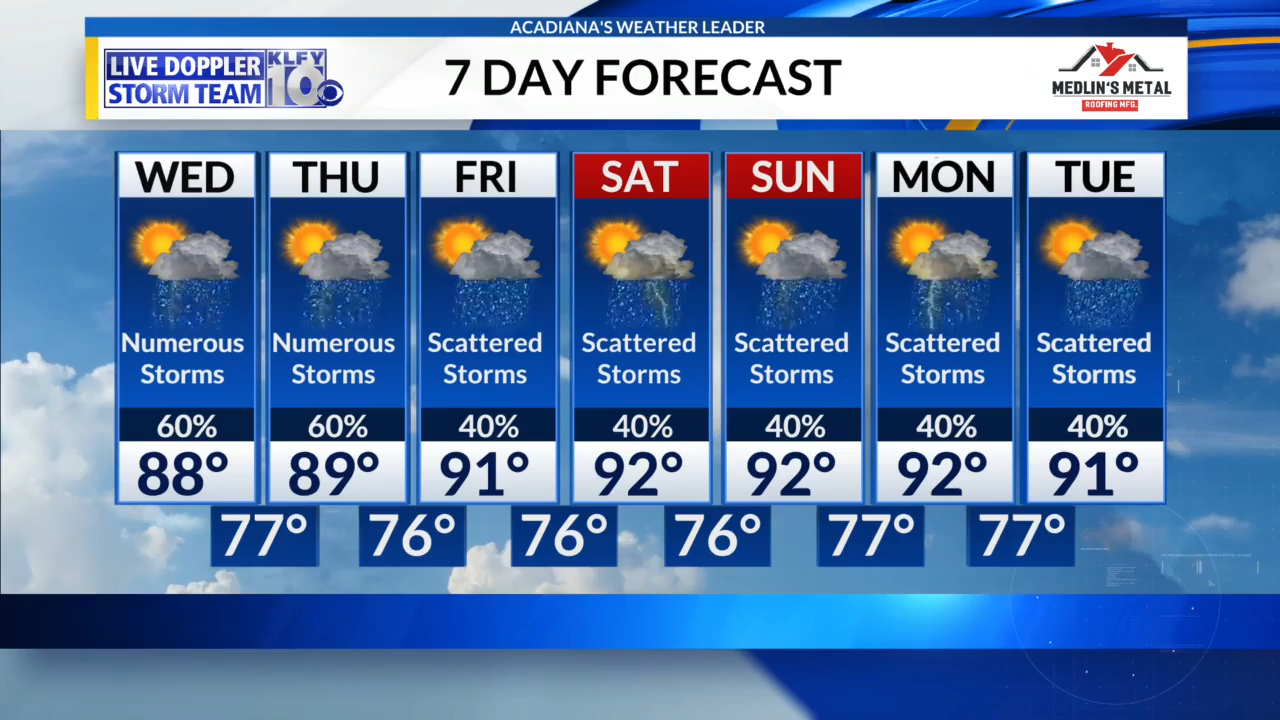 ACADIANA'S WEATHER LEADER
LIVE DOPPLER
STORM TEAM
KLFY
10
7 DAY FORECAST
MEDLIN'S METAL
ROOFING MFG.
WED THU FRI SAT SUN MON TUE
Numerous Numerous Scattered Scattered Scattered Scattered Scattered
Storms Storms Storms Storms Storms Storms Storms
60% 60% 40% 40% 40% 40% 40%
88° 89° 91° 92° 92° 92° 91°
77° 76° 76° 76° 77° 77°